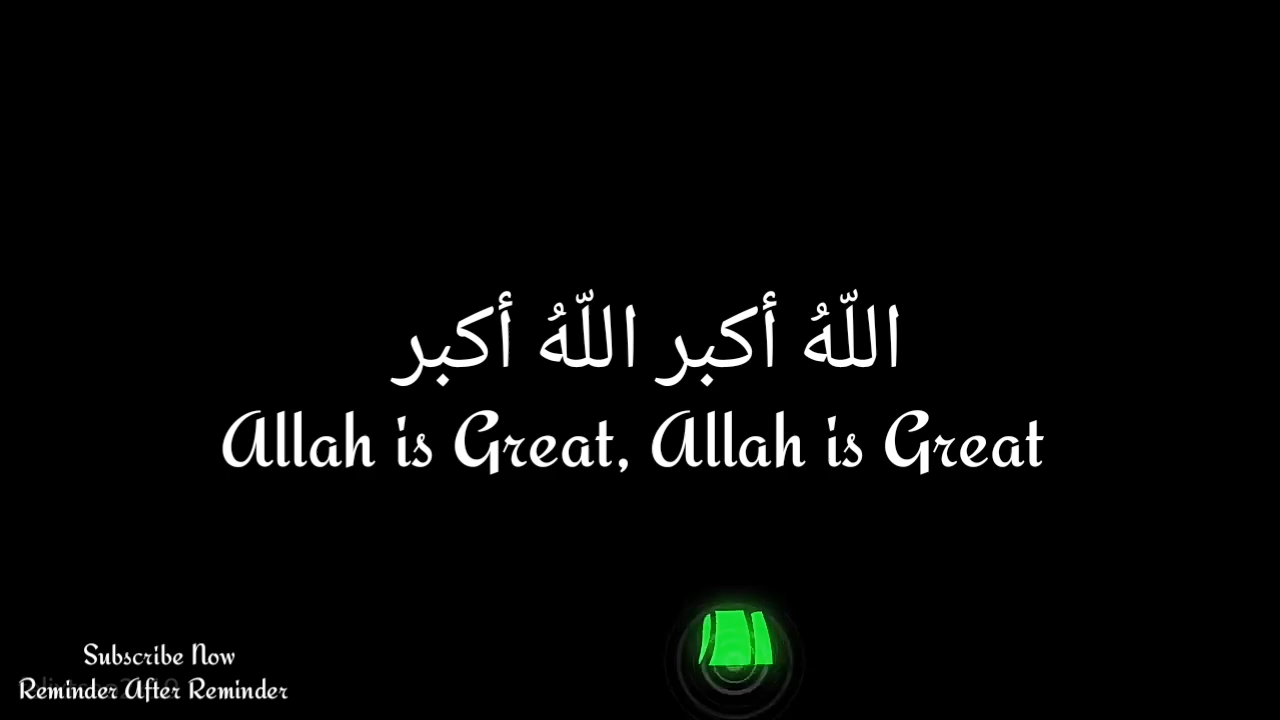 اللّهُ أكبر اللّهُ أكبر
Allah is Great, Allah is Great
Subscribe Now
Reminder After Reminder